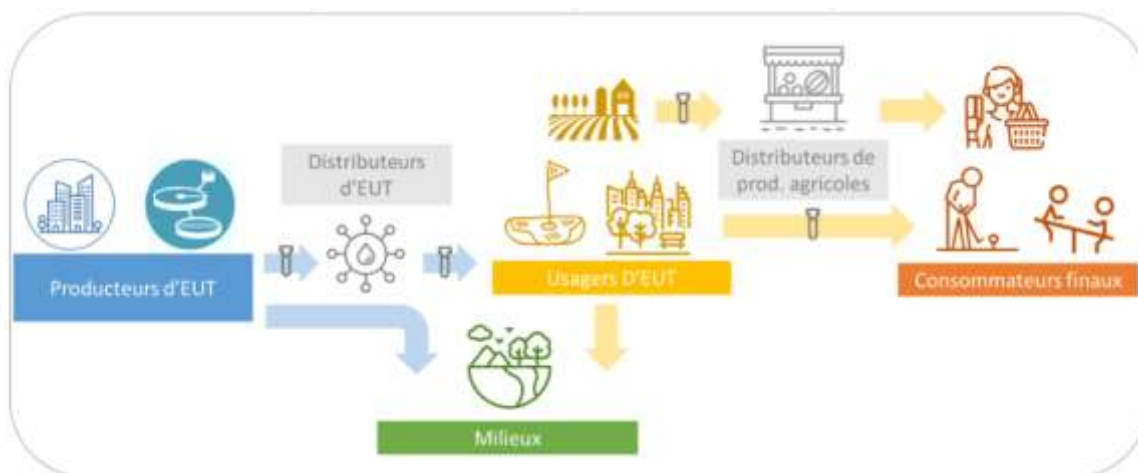 Distributeurs
d'EUT
Distributeurs de
prod. agricoles
Producteurs d'EUT
Usagers D'EUT
Consommateurs finaux
Milieux